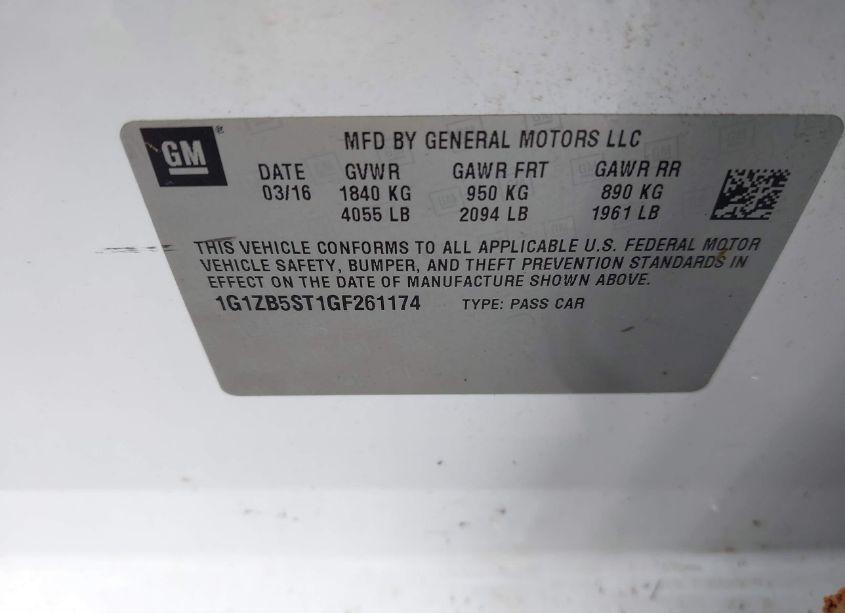 GM
MFD BY GENERAL MOTORS LLC
DATE GVWR GAWR FRT GAWR RR
03/16 1840 KG 950 KG 890 KG
4055 LB 2094 LB 1961 LB
THIS VEHICLE CONFORMS TO ALL APPLICABLE U.S. FEDERAL MOTOR
VEHICLE SAFETY, BUMPER, AND THEFT PREVENTION STANDARDS IN
EFFECT ON THE DATE OF MANUFACTURE SHOWN ABOVE.
1G1ZB5ST1GF261174 TYPE: PASS CAR